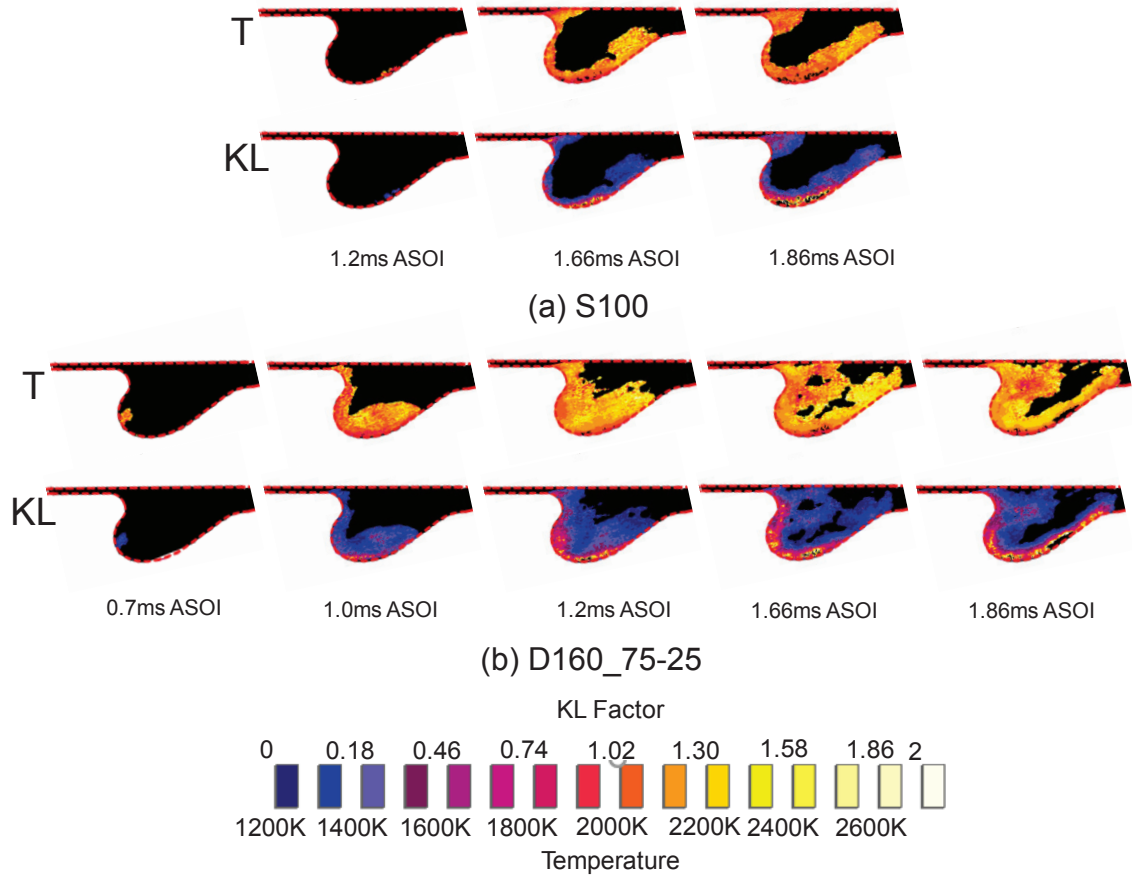 T
KL
1.2ms ASOI 1.66ms ASOI 1.86ms ASOI
(a) S100
T
KL
0.7ms ASOI 1.0ms ASOI 1.2ms ASOI 1.66ms ASOI 1.86ms ASOI
(b) D160_75-25
KL Factor
0 0.18 0.46 0.74 1.02 1.30 1.58 1.86 2
1200K 1400K 1600K 1800K 2000K 2200K 2400K 2600K
Temperature